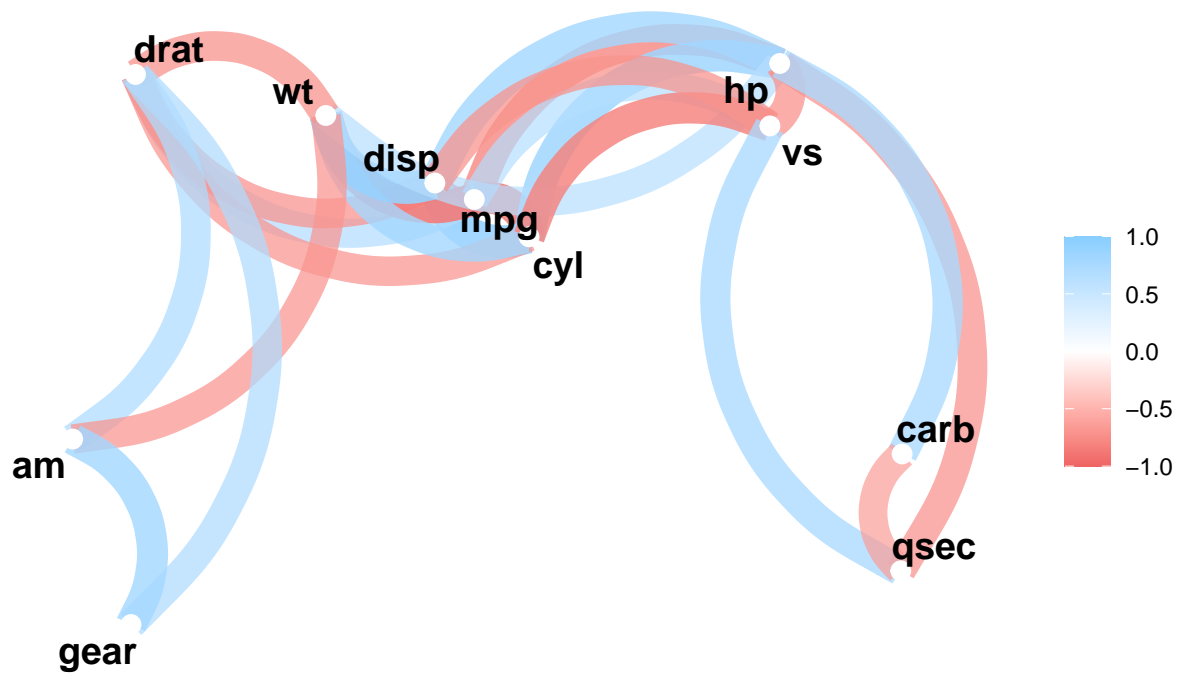 drat
wt
hp
disp
vs
mpg
cyl
1.0
0.5
0.0
−0.5
−1.0
carb
am
qsec
gear